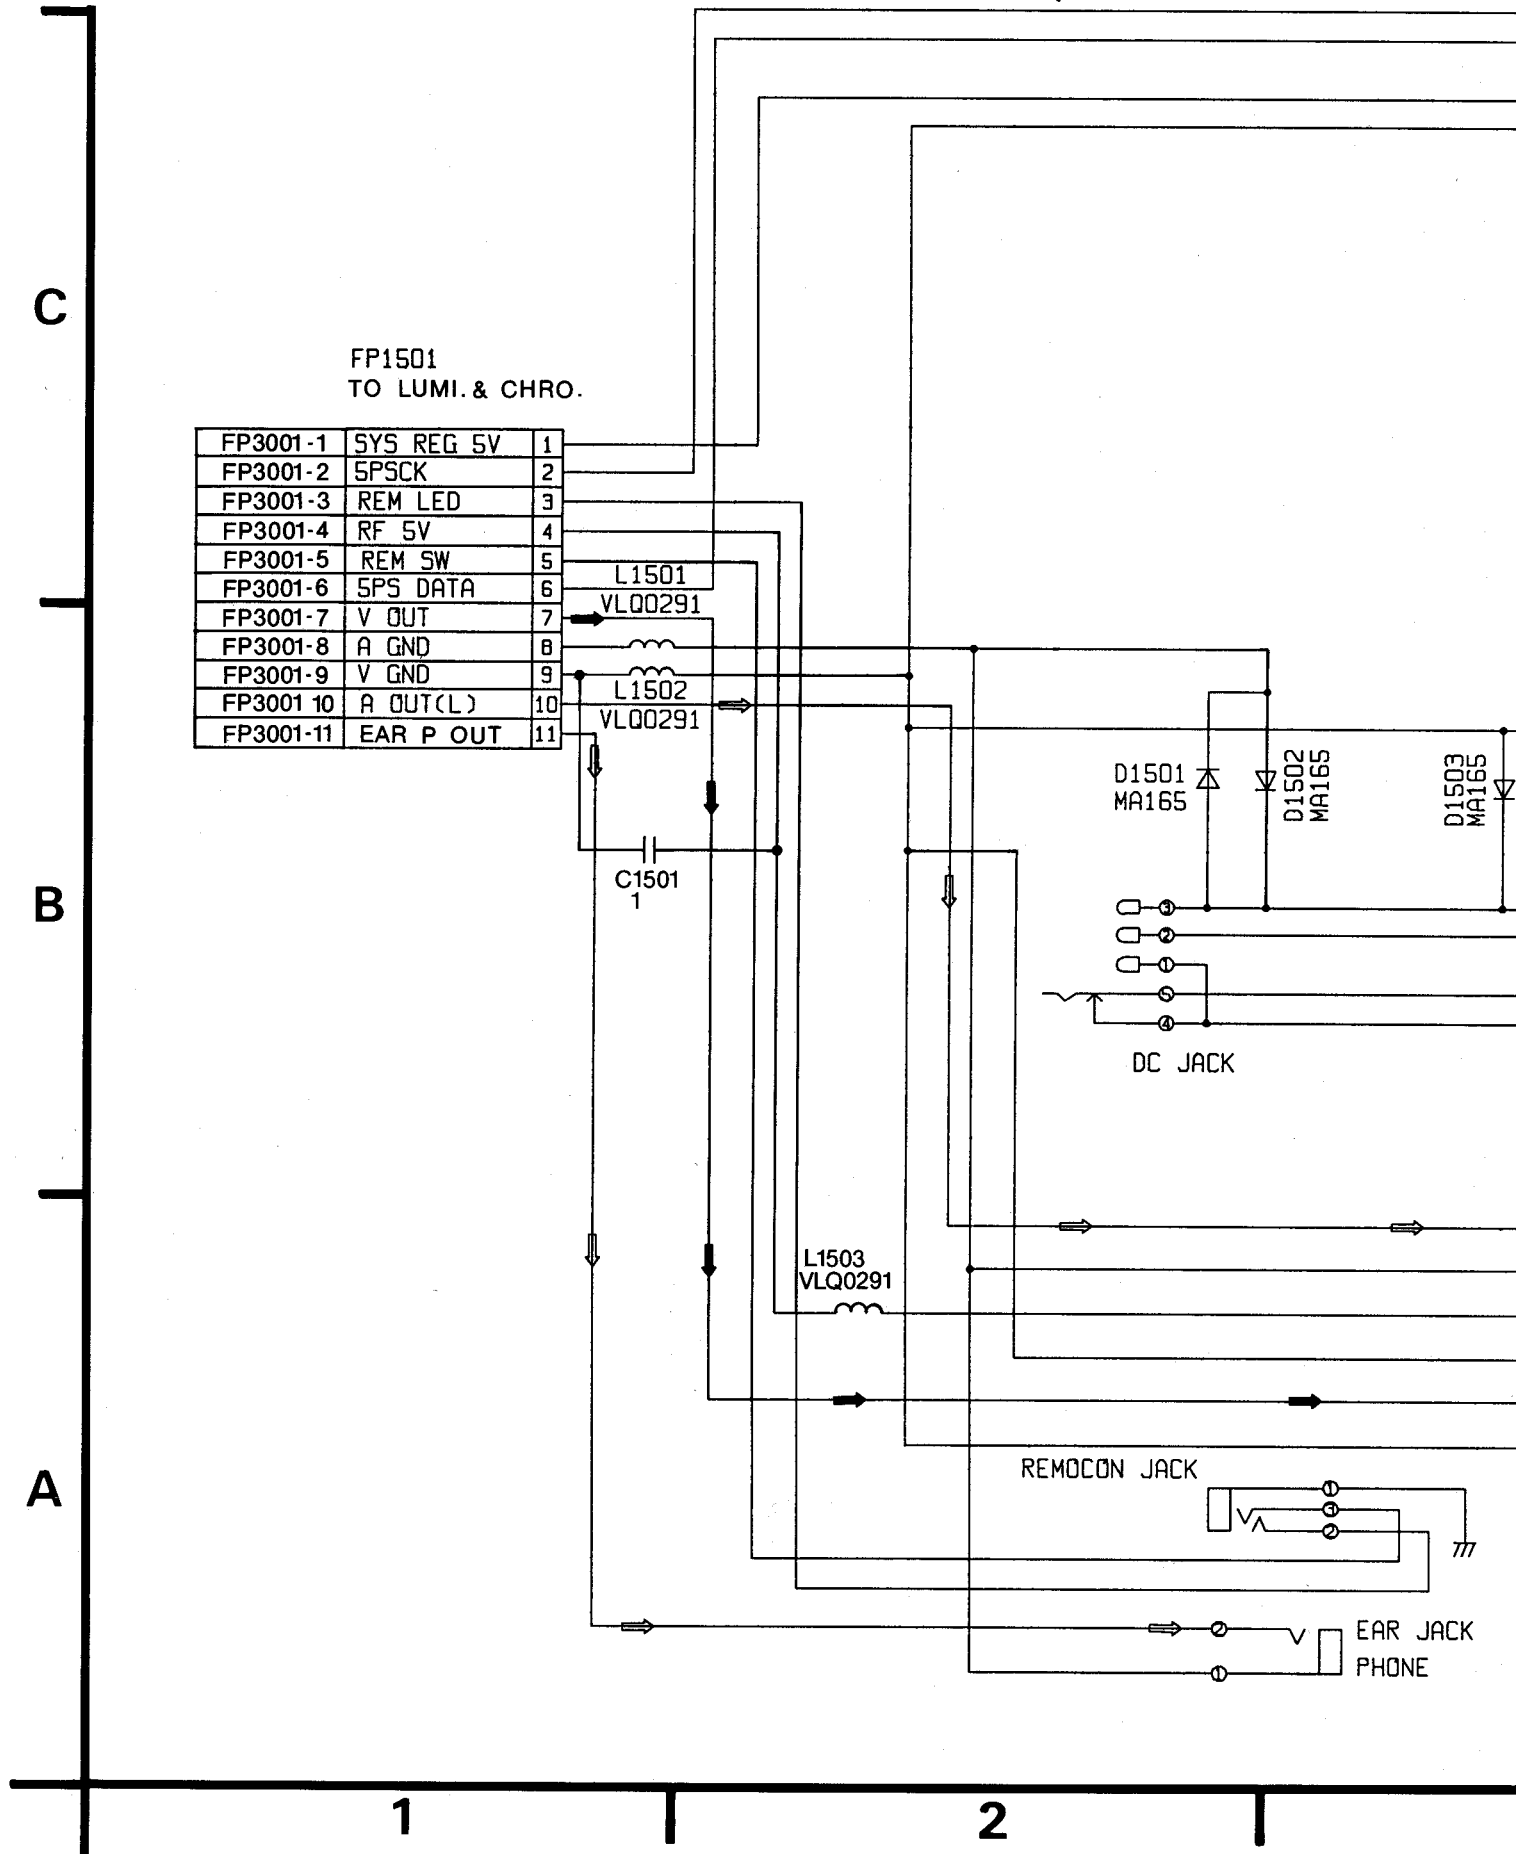 C
FP1501
TO LUMI. & CHRO.
FP3001-1 SYS REG 5V 1
FP3001-2 SPSCK 2
FP3001-3 REM LED 3
FP3001-4 RF 5V 4
FP3001-5 REM SW 5
FP3001-6 SPS DATA 6
FP3001-7 V OUT 7
FP3001-8 A GND 8
FP3001-9 V GND 9
FP3001 10 A OUT(L) 10
FP3001-11 EAR P OUT 11
L1501
VLQ0291
L1502
VLQ0291
D1501
MA165
D1502
MA165
D1503
MA165
C1501
1
B
3
2
1
5
4
DC JACK
L1503
VLQ0291
A
REMOCON JACK
1
3
2
2
EAR JACK
1
PHONE
1
2